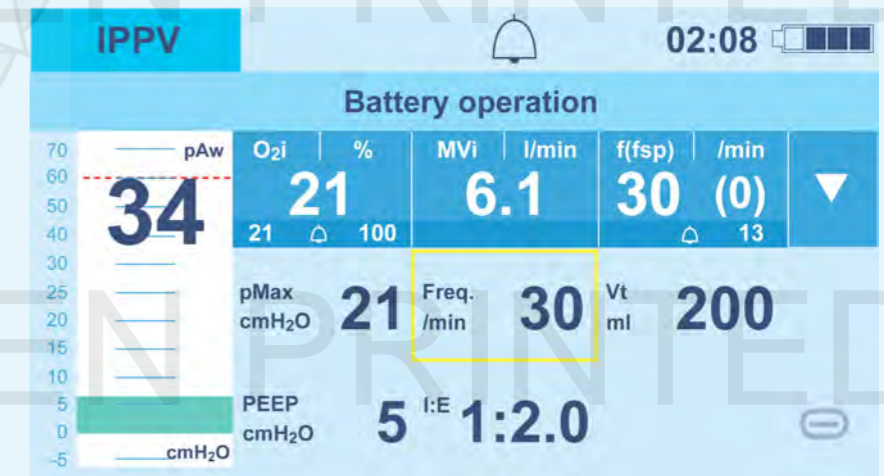 IPPV 02:08
Battery operation
70 pAw O₂i % MVi l/min f(fsp) /min
60
34 21 6.1 30 (0)
50
40 21 100 13
30
25 pMax cmH₂O 21 Freq. /min 30 Vt ml 200
20
15
10
5 PEEP cmH₂O 5 I:E 1:2.0
0
-5 cmH₂O
EN PRINTED